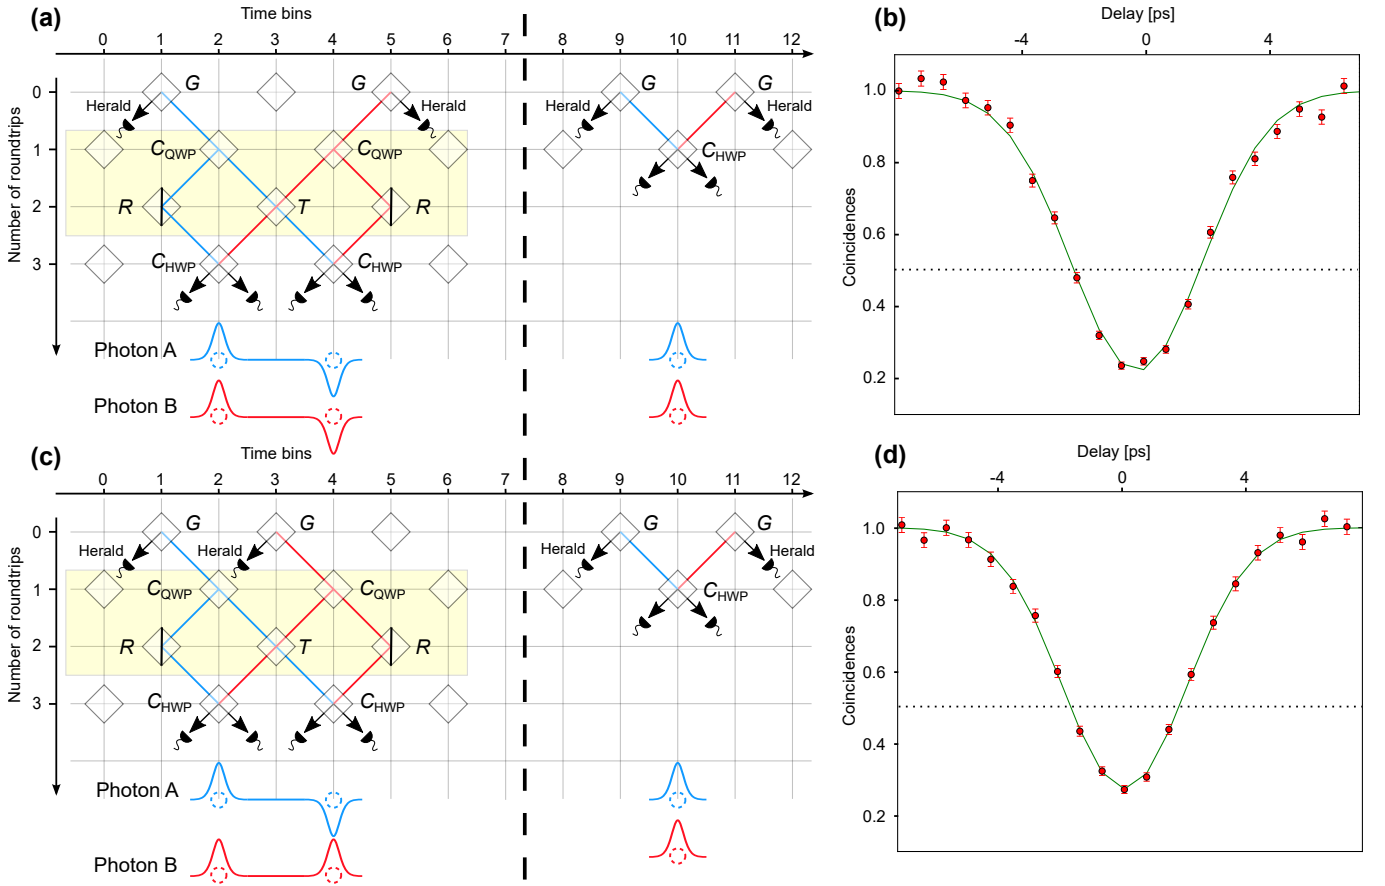 (a)
Time bins
0 1 2 3 4 5 6 7 8 9 10 11 12
Number of roundtrips
0
1
2
3
G G G G
Herald Herald Herald Herald
CQWP CQWP CHWP
R T R
CHWP CHWP
Photon A
Photon B
(b)
Delay [ps]
-4 0 4
Coincidences
1.0
0.8
0.6
0.4
0.2
(c)
Time bins
0 1 2 3 4 5 6 7 8 9 10 11 12
Number of roundtrips
0
1
2
3
G G G G
Herald Herald Herald Herald
CQWP CQWP CHWP
R T R
CHWP CHWP
Photon A
Photon B
(d)
Delay [ps]
-4 0 4
Coincidences
1.0
0.8
0.6
0.4
0.2